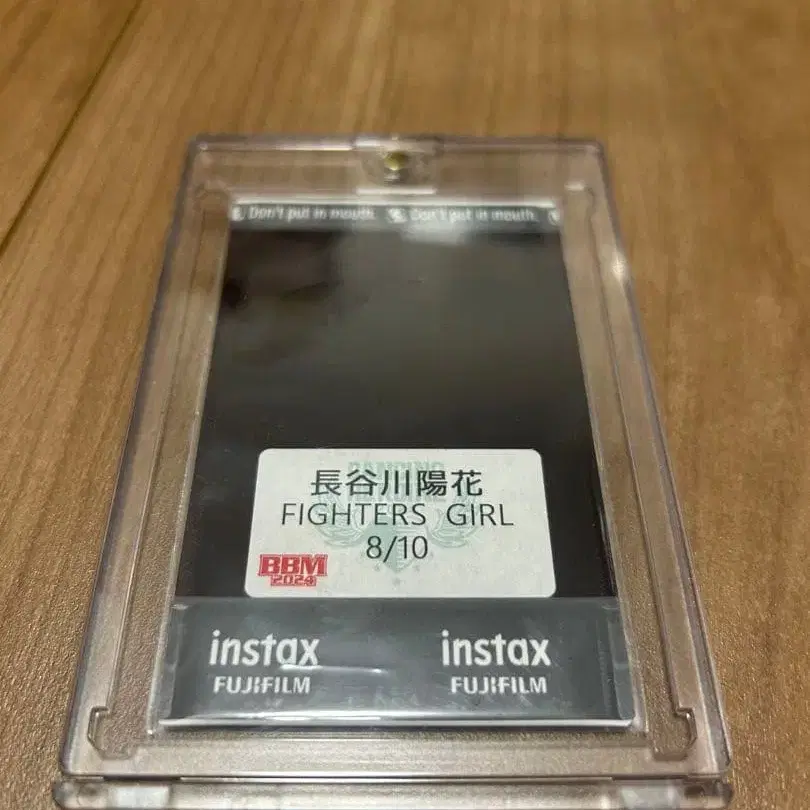 Don't put in mouth. Don't put in mouth.
長谷川陽花
FIGHTERS GIRL
8/10
BBM
2024
instax instax
FUJIFILM FUJIFILM